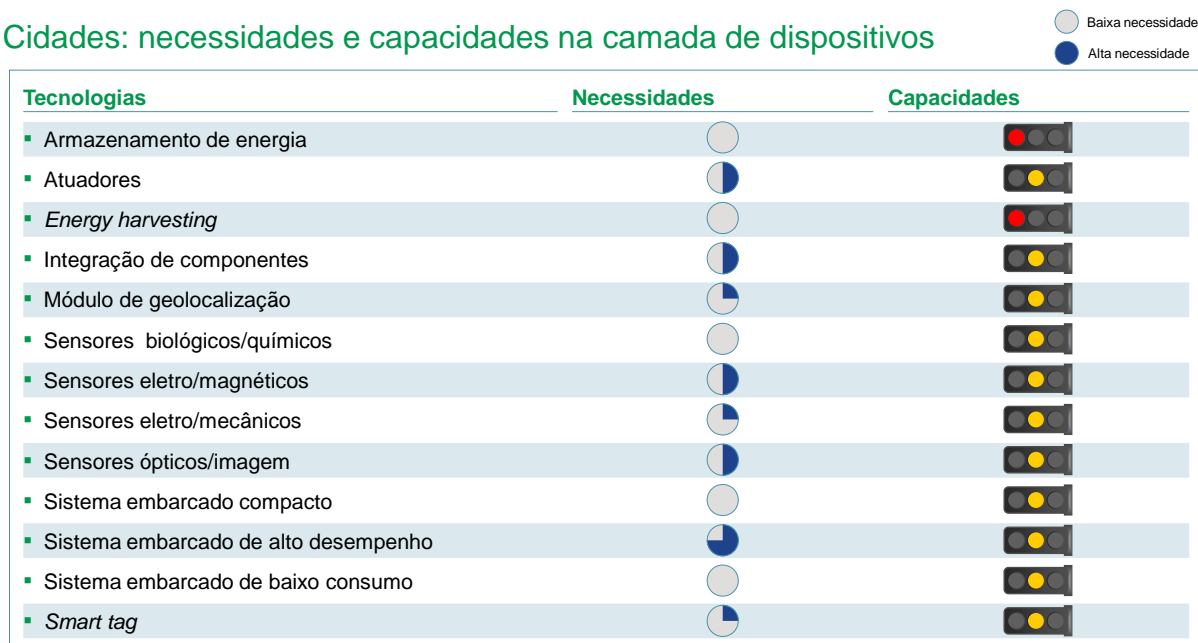 Cidades: necessidades e capacidades na camada de dispositivos
Baixa necessidade
Alta necessidade
Tecnologias Necessidades Capacidades
Armazenamento de energia
Atuadores
Energy harvesting
Integração de componentes
Módulo de geolocalização
Sensores biológicos/químicos
Sensores eletro/magnéticos
Sensores eletro/mecânicos
Sensores ópticos/imagem
Sistema embarcado compacto
Sistema embarcado de alto desempenho
Sistema embarcado de baixo consumo
Smart tag